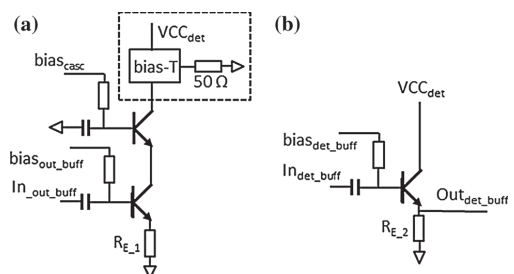 (a)
VCCdet
biascasc
bias-T
50 Ω
biasout_buff
In_out_buff
RE_1
(b)
VCCdet
biasdet_buff
Indet_buff
Outdet_buff
RE_2